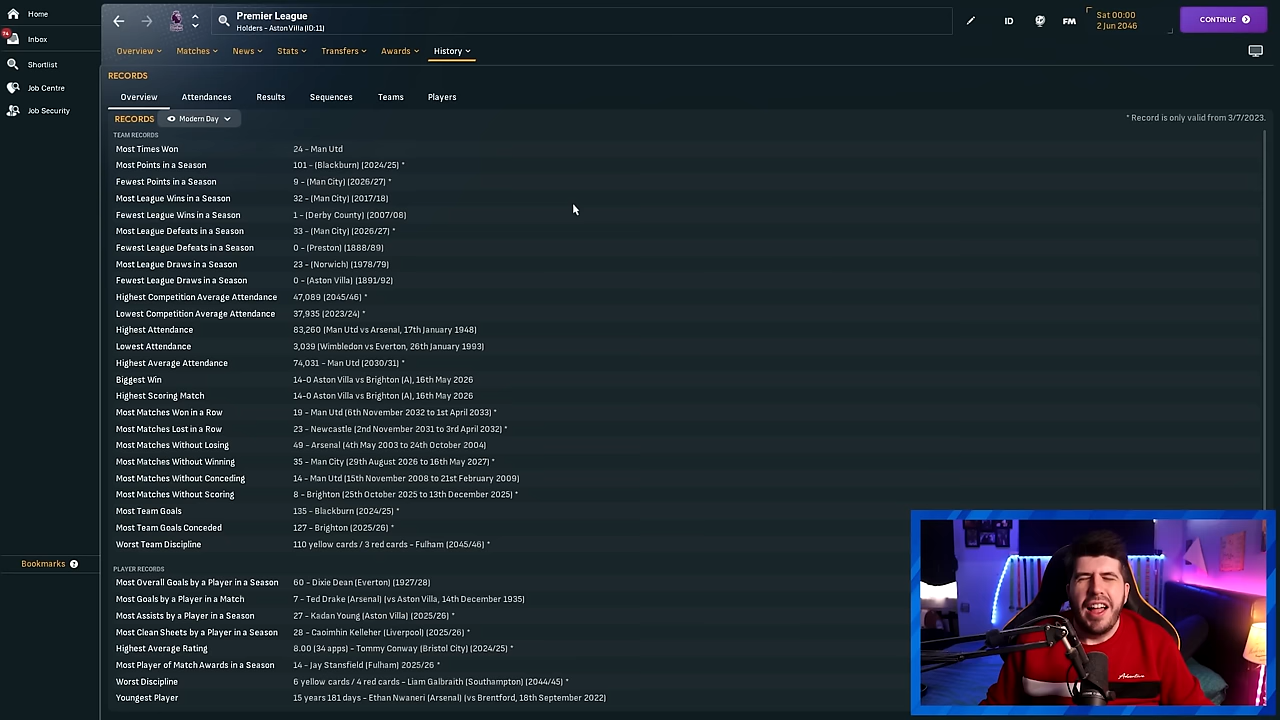 Home
24
Inbox
Shortlist
Job Centre
Job Security
Bookmarks ?
Premier League
Holders - Aston Villa (ID:11)
ID
FM
Sat 00:00
2 Jun 2046
CONTINUE
Overview
Matches
News
Stats
Transfers
Awards
History
RECORDS
Overview
Attendances
Results
Sequences
Teams
Players
RECORDS
Modern Day
* Record is only valid from 3/7/2023.
TEAM RECORDS
Most Times Won 24 - Man Utd
Most Points in a Season 101 - (Blackburn) (2024/25) *
Fewest Points in a Season 9 - (Man City) (2026/27) *
Most League Wins in a Season 32 - (Man City) (2017/18)
Fewest League Wins in a Season 1 - (Derby County) (2007/08)
Most League Defeats in a Season 33 - (Man City) (2026/27) *
Fewest League Defeats in a Season 0 - (Preston) (1888/89)
Most League Draws in a Season 23 - (Norwich) (1978/79)
Fewest League Draws in a Season 0 - (Aston Villa) (1891/92)
Highest Competition Average Attendance 47,089 (2045/46) *
Lowest Competition Average Attendance 37,935 (2023/24) *
Highest Attendance 83,260 (Man Utd vs Arsenal, 17th January 1948)
Lowest Attendance 3,039 (Wimbledon vs Everton, 26th January 1993)
Highest Average Attendance 74,031 - Man Utd (2030/31) *
Biggest Win 14-0 Aston Villa vs Brighton (A), 16th May 2026
Highest Scoring Match 14-0 Aston Villa vs Brighton (A), 16th May 2026
Most Matches Won in a Row 19 - Man Utd (6th November 2032 to 1st April 2033) *
Most Matches Lost in a Row 23 - Newcastle (2nd November 2031 to 3rd April 2032) *
Most Matches Without Losing 49 - Arsenal (4th May 2003 to 24th October 2004)
Most Matches Without Winning 35 - Man City (29th August 2026 to 16th May 2027) *
Most Matches Without Conceding 14 - Man Utd (15th November 2008 to 21st February 2009)
Most Matches Without Scoring 8 - Brighton (25th October 2025 to 13th December 2025) *
Most Team Goals 135 - Blackburn (2024/25) *
Most Team Goals Conceded 127 - Brighton (2025/26) *
Worst Team Discipline 110 yellow cards / 3 red cards - Fulham (2045/46) *
PLAYER RECORDS
Most Overall Goals by a Player in a Season 60 - Dixie Dean (Everton) (1927/28)
Most Goals by a Player in a Match 7 - Ted Drake (Arsenal) (vs Aston Villa, 14th December 1935)
Most Assists by a Player in a Season 27 - Kadan Young (Aston Villa) (2025/26) *
Most Clean Sheets by a Player in a Season 28 - Caoimhín Kelleher (Liverpool) (2025/26) *
Highest Average Rating 8.00 (34 apps) - Tommy Conway (Bristol City) (2024/25) *
Most Player of Match Awards in a Season 14 - Jay Stansfield (Fulham) 2025/26 *
Worst Discipline 6 yellow cards / 4 red cards - Liam Galbraith (Southampton) (2044/45) *
Youngest Player 15 years 181 days - Ethan Nwaneri (Arsenal) (vs Brentford, 18th September 2022)